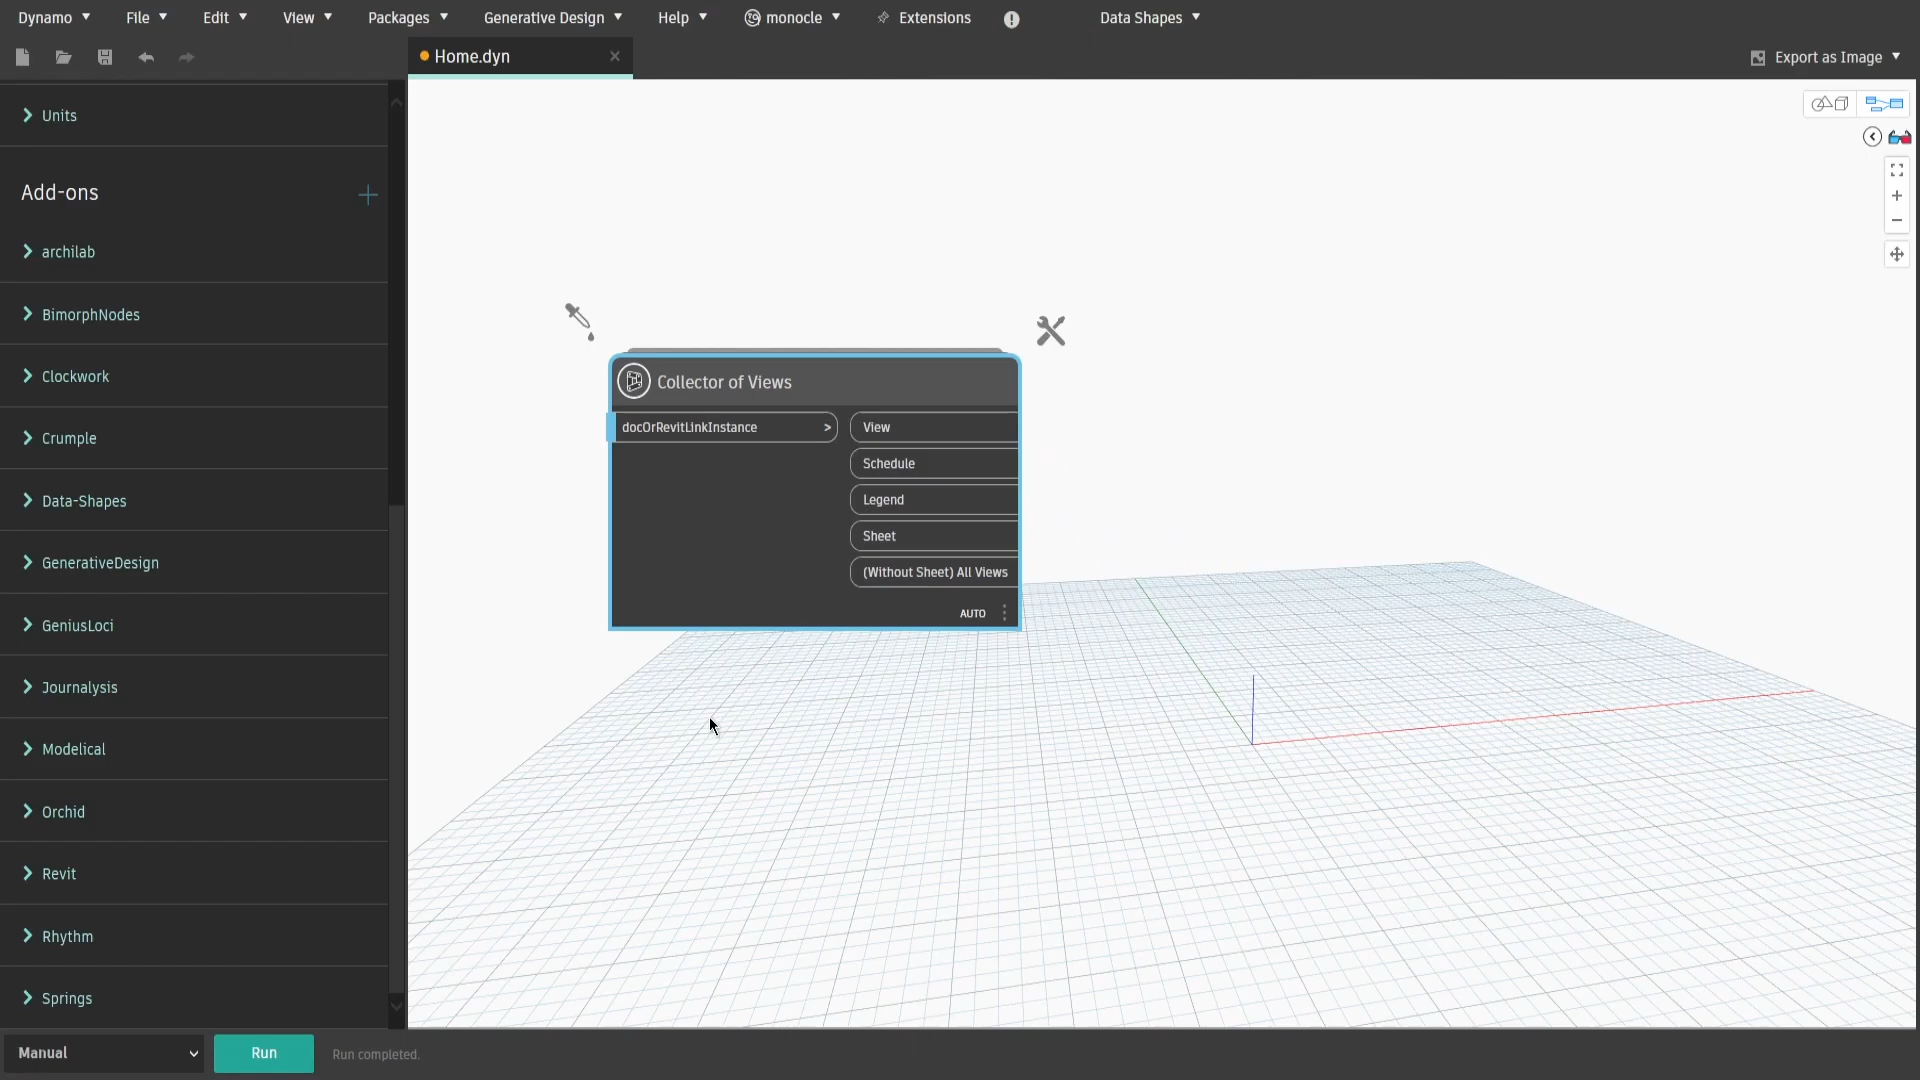 Dynamo File Edit View Packages Generative Design Help monocle Extensions Data Shapes
Home.dyn
Export as Image
Units
Add-ons
archilab
BimorphNodes
Clockwork
Crumple
Data-Shapes
GenerativeDesign
GeniusLoci
Journalysis
Modelical
Orchid
Revit
Rhythm
Springs
Collector of Views
docOrRevitLinkInstance > View
Schedule
Legend
Sheet
(Without Sheet) All Views
AUTO
Manual Run Run completed.